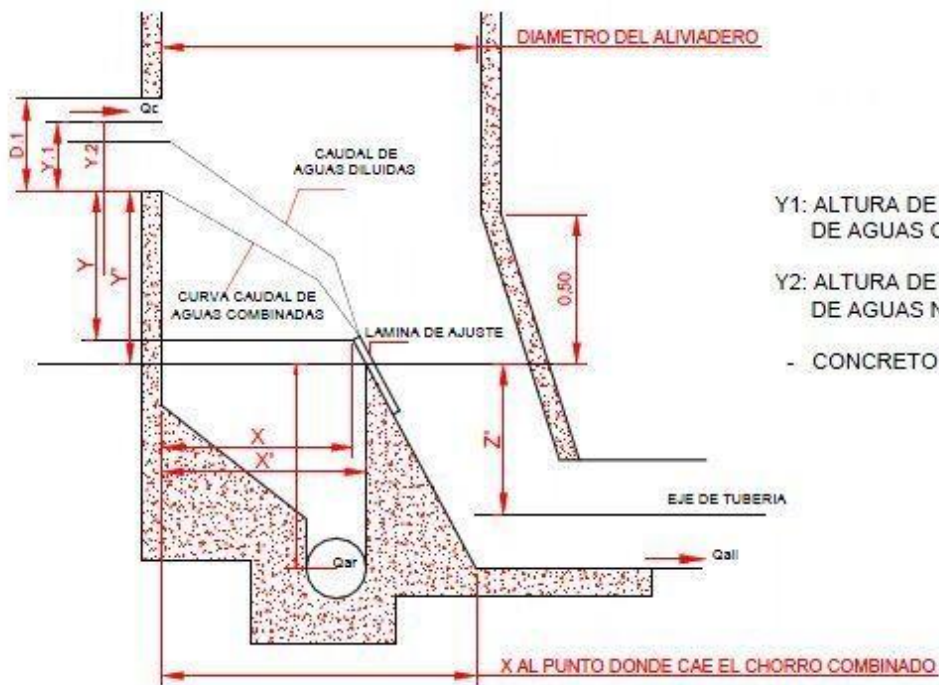 DIAMETRO DEL ALIVIADERO
Qc
D.1
Y.1
Y.2
CAUDAL DE
AGUAS DILUIDAS
Y
Y'
CURVA CAUDAL DE
AGUAS COMBINADAS
LAMINA DE AJUSTE
0,50
X
X'
Z'
EJE DE TUBERIA
Qar
Qali
X AL PUNTO DONDE CAE EL CHORRO COMBINADO
Y1: ALTURA DE
DE AGUAS
Y2: ALTURA DE
DE AGUAS
- CONCRETO